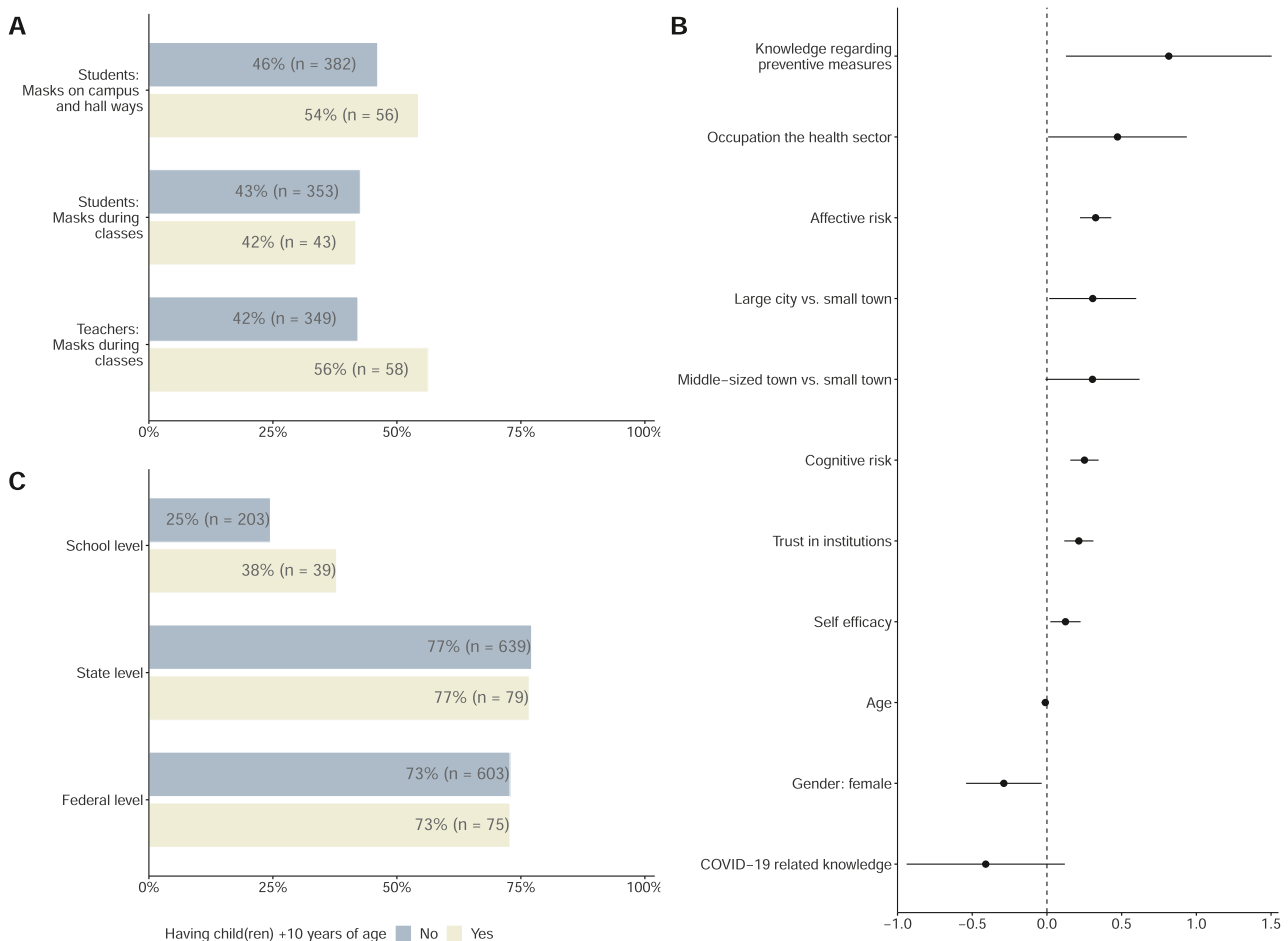 A
Students:
Masks on campus
and hall ways
46% (n = 382)
54% (n = 56)
Students:
Masks during
classes
43% (n = 353)
42% (n = 43)
Teachers:
Masks during
classes
42% (n = 349)
56% (n = 58)
0% 25% 50% 75% 100%
C
School level
25% (n = 203)
38% (n = 39)
State level
77% (n = 639)
77% (n = 79)
Federal level
73% (n = 603)
73% (n = 75)
0% 25% 50% 75% 100%
Having child(ren) +10 years of age No Yes
B
Knowledge regarding
preventive measures
Occupation the health sector
Affective risk
Large city vs. small town
Middle−sized town vs. small town
Cognitive risk
Trust in institutions
Self efficacy
Age
Gender: female
COVID−19 related knowledge
−1.0 −0.5 0.0 0.5 1.0 1.5